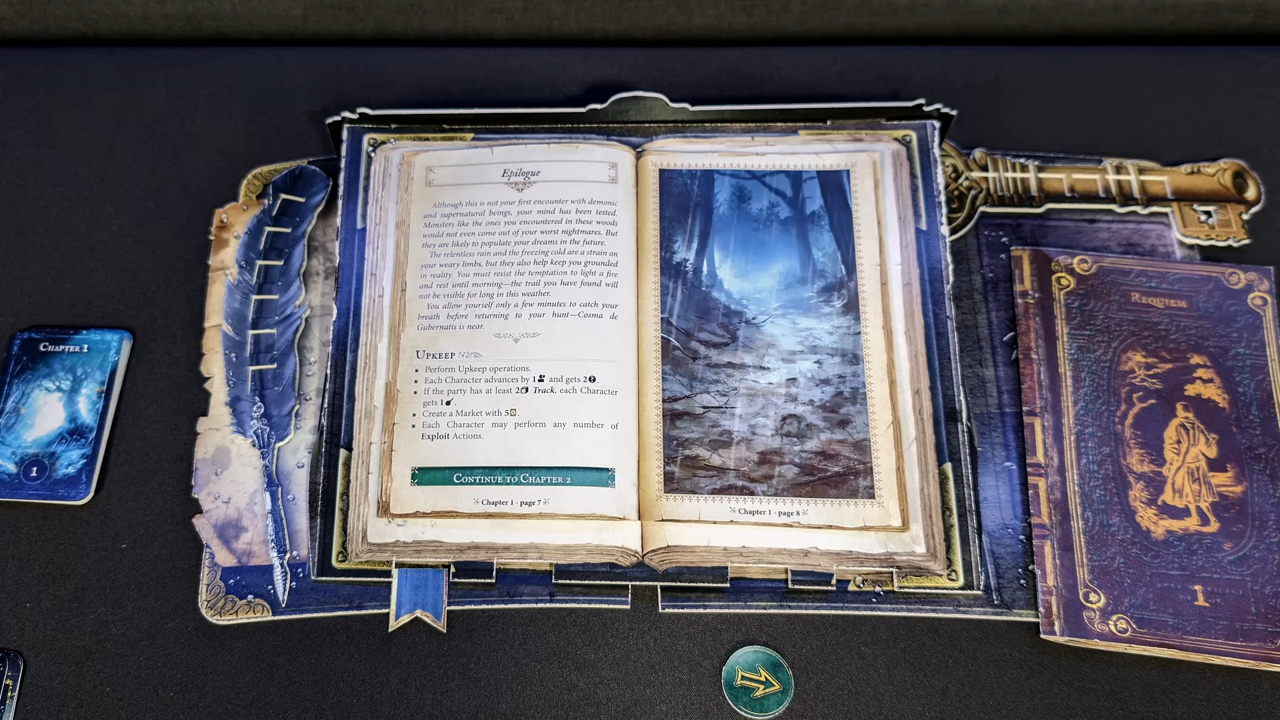 Chapter 1
1
Epilogue
Although this is not your first encounter with demonic
and supernatural beings, your mind has been tested.
Monsters like the ones you encountered in these woods
would not even come out of your worst nightmares. But
they are likely to populate your dreams in the future.
The relentless rain and the freezing cold are a strain on
your weary limbs, but they also help keep you grounded
in reality. You must resist the temptation to light a fire
and rest until morning—the trail you have found will
not be visible for long in this weather.
You allow yourself only a few minutes to catch your
breath before returning to your hunt—Cosma de
Gubernatis is near.
Upkeep
Perform Upkeep operations.
Each Character advances by 1 and gets 2.
If the party has at least 2 Track, each Character
gets 1.
Create a Market with 5.
Each Character may perform any number of
Exploit Actions.
Continue to Chapter 2
Chapter 1 - page 7
Chapter 1 - page 8
Requiem
1